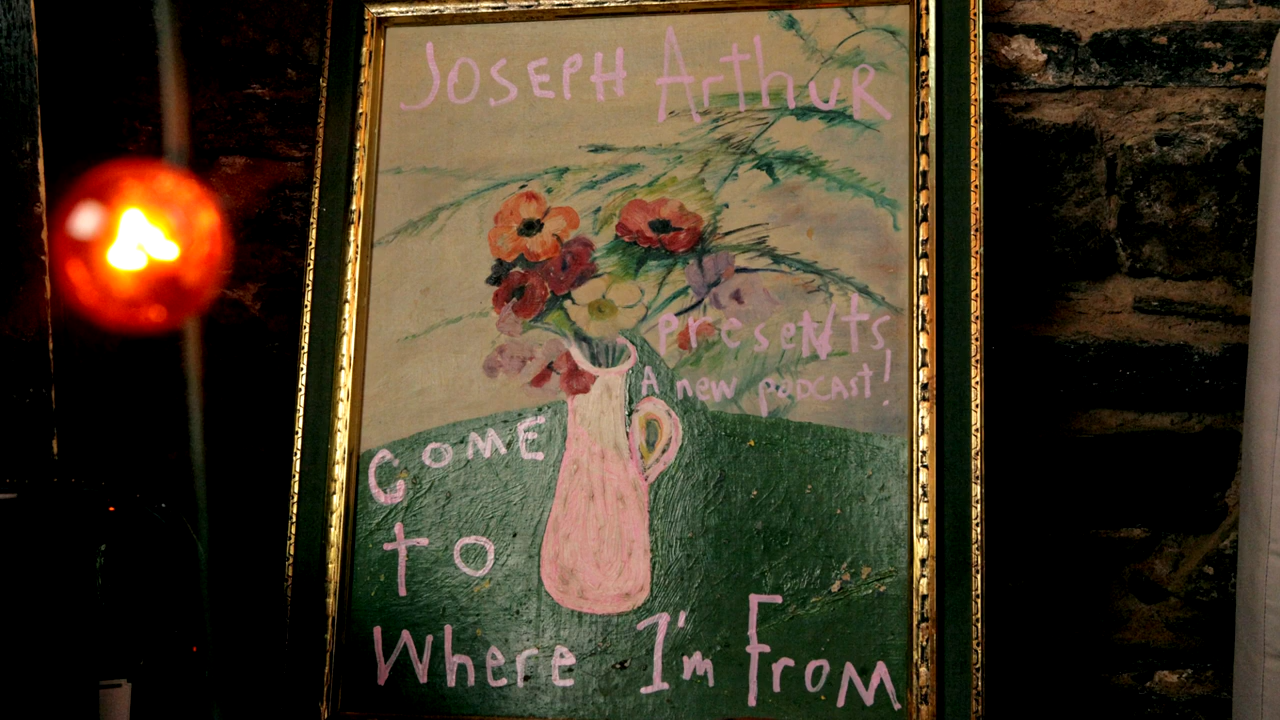 JOSEPH ArthuR
presents
A new podcast!
COME
to
Where I'm From